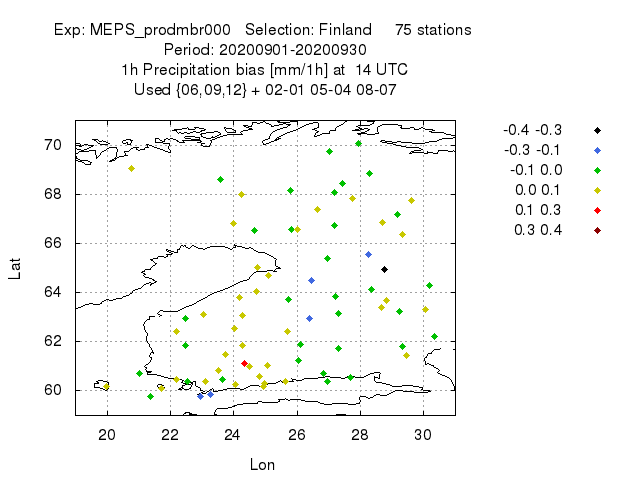 Exp: MEPS_prodmbr000 Selection: Finland 75 stations
Period: 20200901-20200930
1h Precipitation bias [mm/1h] at 14 UTC
Used {06,09,12} + 02-01 05-04 08-07
-0.4 -0.3
-0.3 -0.1
-0.1 0.0
0.0 0.1
0.1 0.3
0.3 0.4
70
68
66
64
62
60
Lat
20 22 24 26 28 30
Lon